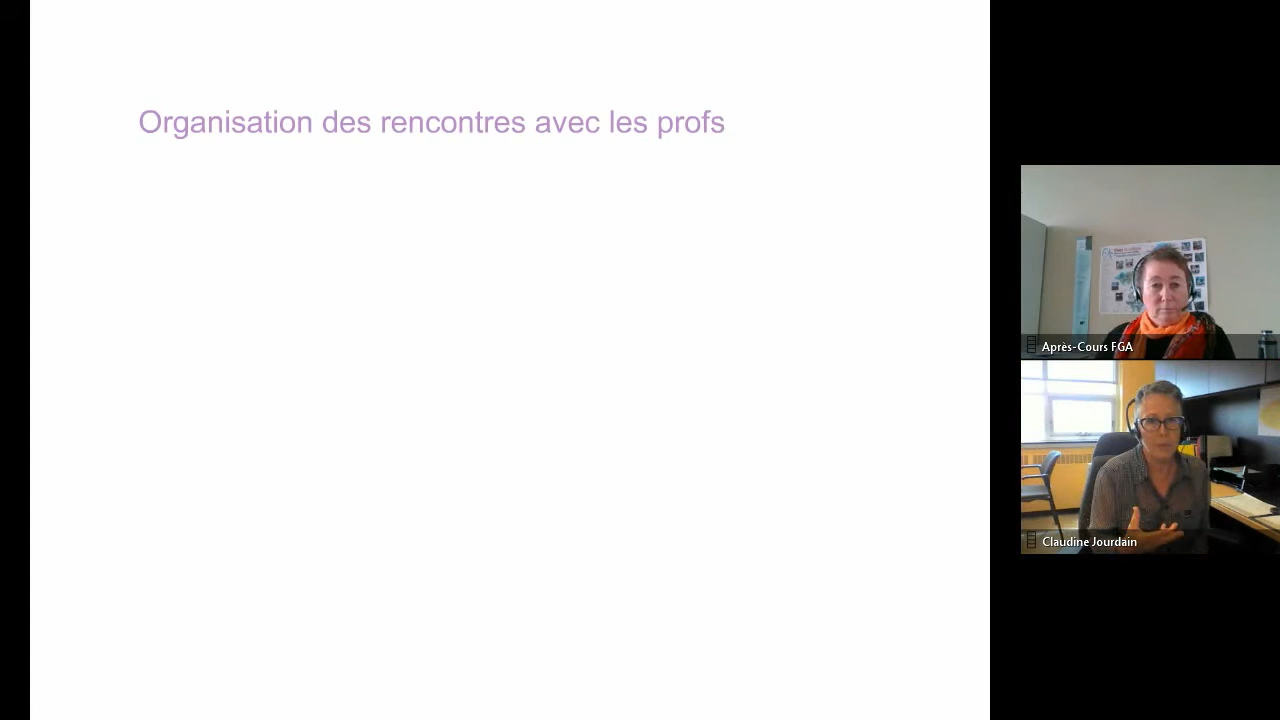 Organisation des rencontres avec les profs
Après-Cours FGA
Claudine Jourdain